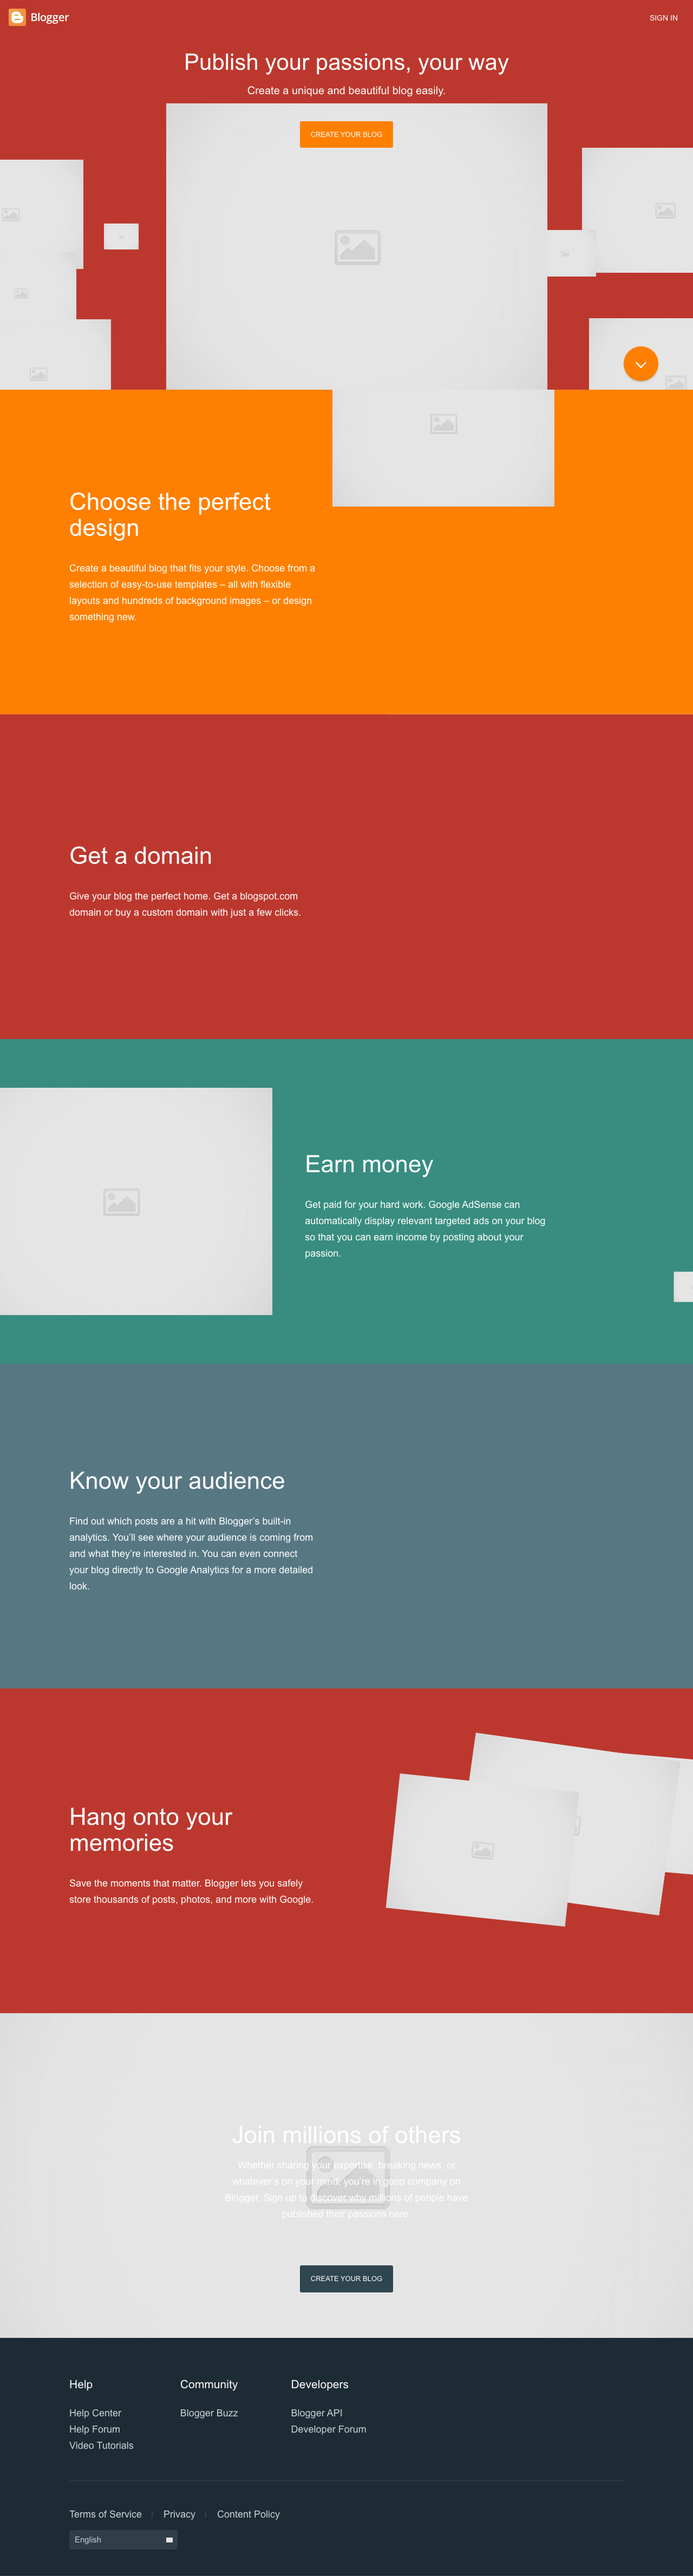 Blogger
SIGN IN
Publish your passions, your way
Create a unique and beautiful blog easily.
CREATE YOUR BLOG
Choose the perfect
design
Create a beautiful blog that fits your style. Choose from a
selection of easy-to-use templates – all with flexible
layouts and hundreds of background images – or design
something new.
Get a domain
Give your blog the perfect home. Get a blogspot.com
domain or buy a custom domain with just a few clicks.
Earn money
Get paid for your hard work. Google AdSense can
automatically display relevant targeted ads on your blog
so that you can earn income by posting about your
passion.
Know your audience
Find out which posts are a hit with Blogger’s built-in
analytics. You’ll see where your audience is coming from
and what they’re interested in. You can even connect
your blog directly to Google Analytics for a more detailed
look.
Hang onto your
memories
Save the moments that matter. Blogger lets you safely
store thousands of posts, photos, and more with Google.
Join millions of others
Whether sharing your expertise, breaking news, or
whatever’s on your mind, you’re in good company on
Blogger. Sign up to discover why millions of people have
published their passions here.
CREATE YOUR BLOG
Help
Help Center
Help Forum
Video Tutorials
Community
Blogger Buzz
Developers
Blogger API
Developer Forum
Terms of Service | Privacy | Content Policy
English